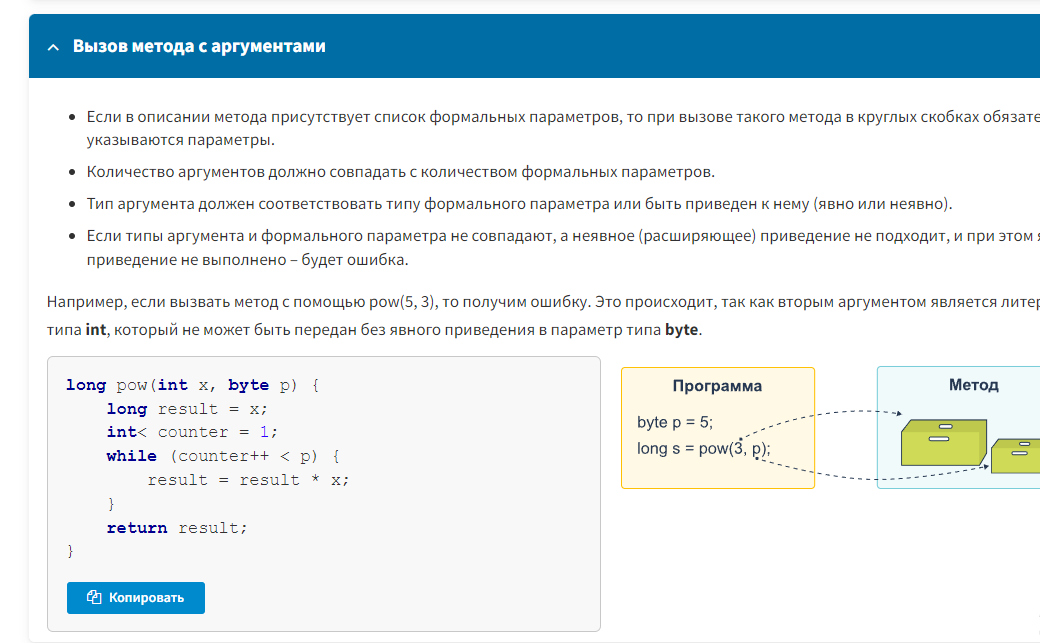 Вызов метода с аргументами
Если в описании метода присутствует список формальных параметров, то при вызове такого метода в круглых скобках
указываются параметры.
Количество аргументов должно совпадать с количеством формальных параметров.
Тип аргумента должен соответствовать типу формального параметра или быть приведен к нему (явно или неявно).
Если типы аргумента и формального параметра не совпадают, а неявное (расширяющее) приведение не подходит, и при этом
приведение не выполнено – будет ошибка.
Например, если вызвать метод с помощью pow(5, 3), то получим ошибку. Это происходит, так как вторым аргументом является
типа int, который не может быть передан без явного приведения в параметр типа byte.
long pow(int x, byte p) {
long result = x;
int< counter = 1;
while (counter++ < p) {
result = result * x;
}
return result;
}
Копировать
Программа
byte p = 5;
long s = pow(3, p);
Метод